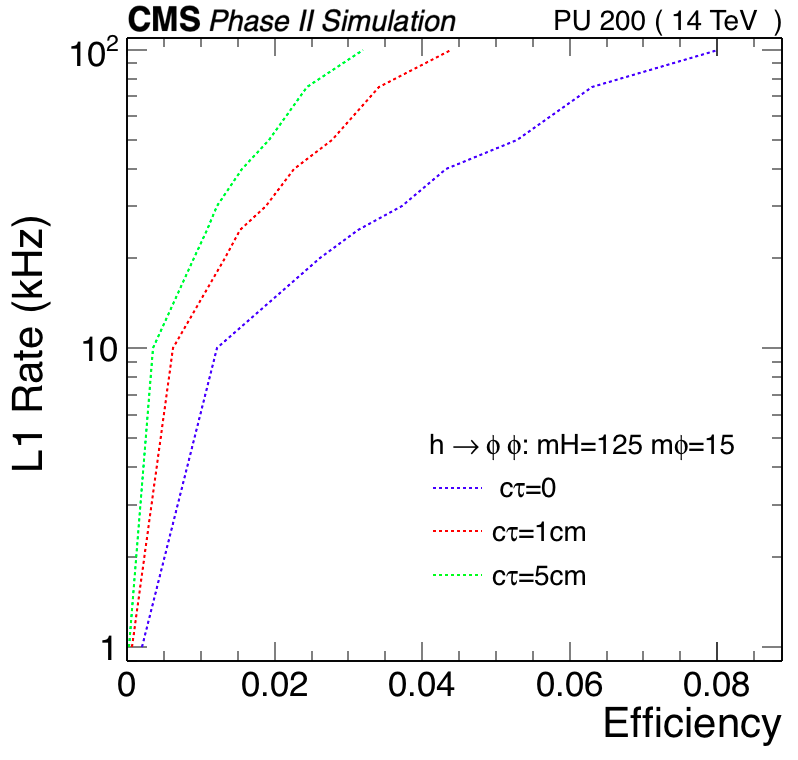 CMS Phase II Simulation PU 200 ( 14 TeV )
10²
10
1
L1 Rate (kHz)
h → ϕ ϕ: mH=125 mϕ=15
cτ=0
cτ=1cm
cτ=5cm
0 0.02 0.04 0.06 0.08
Efficiency